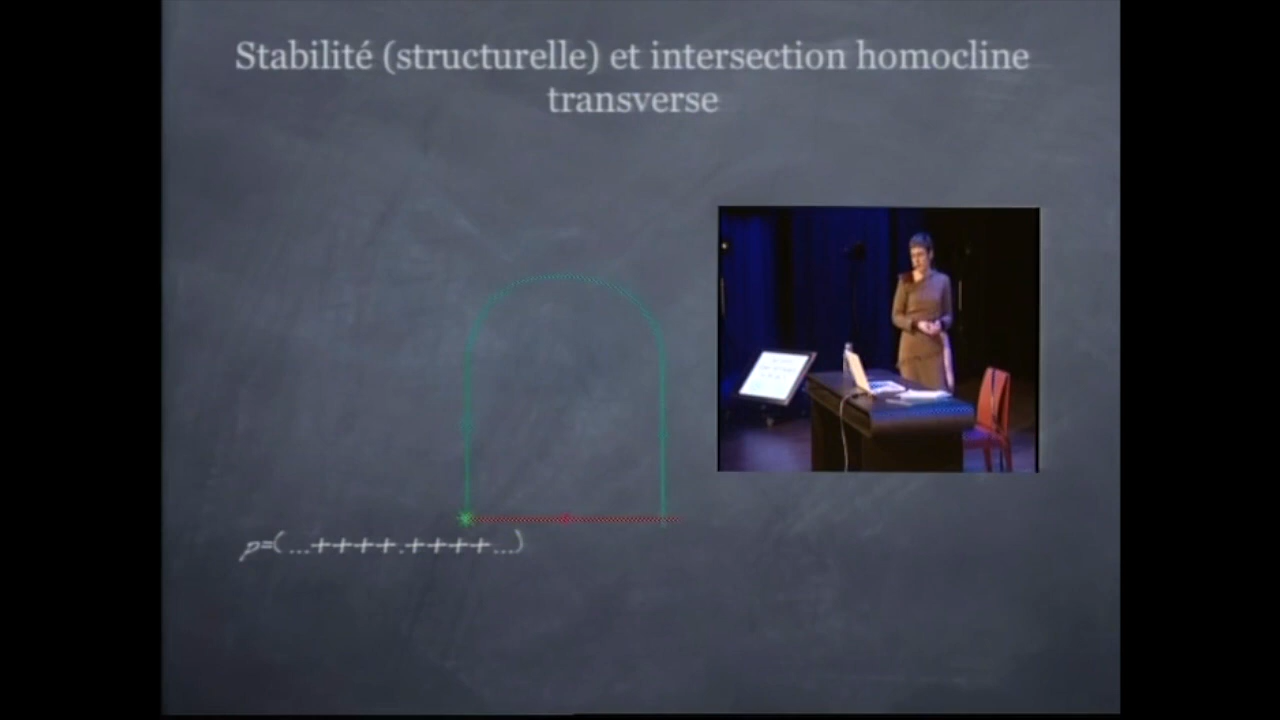 Stabilité (structurelle) et intersection homocline
transverse
p=(...++++.++++...)